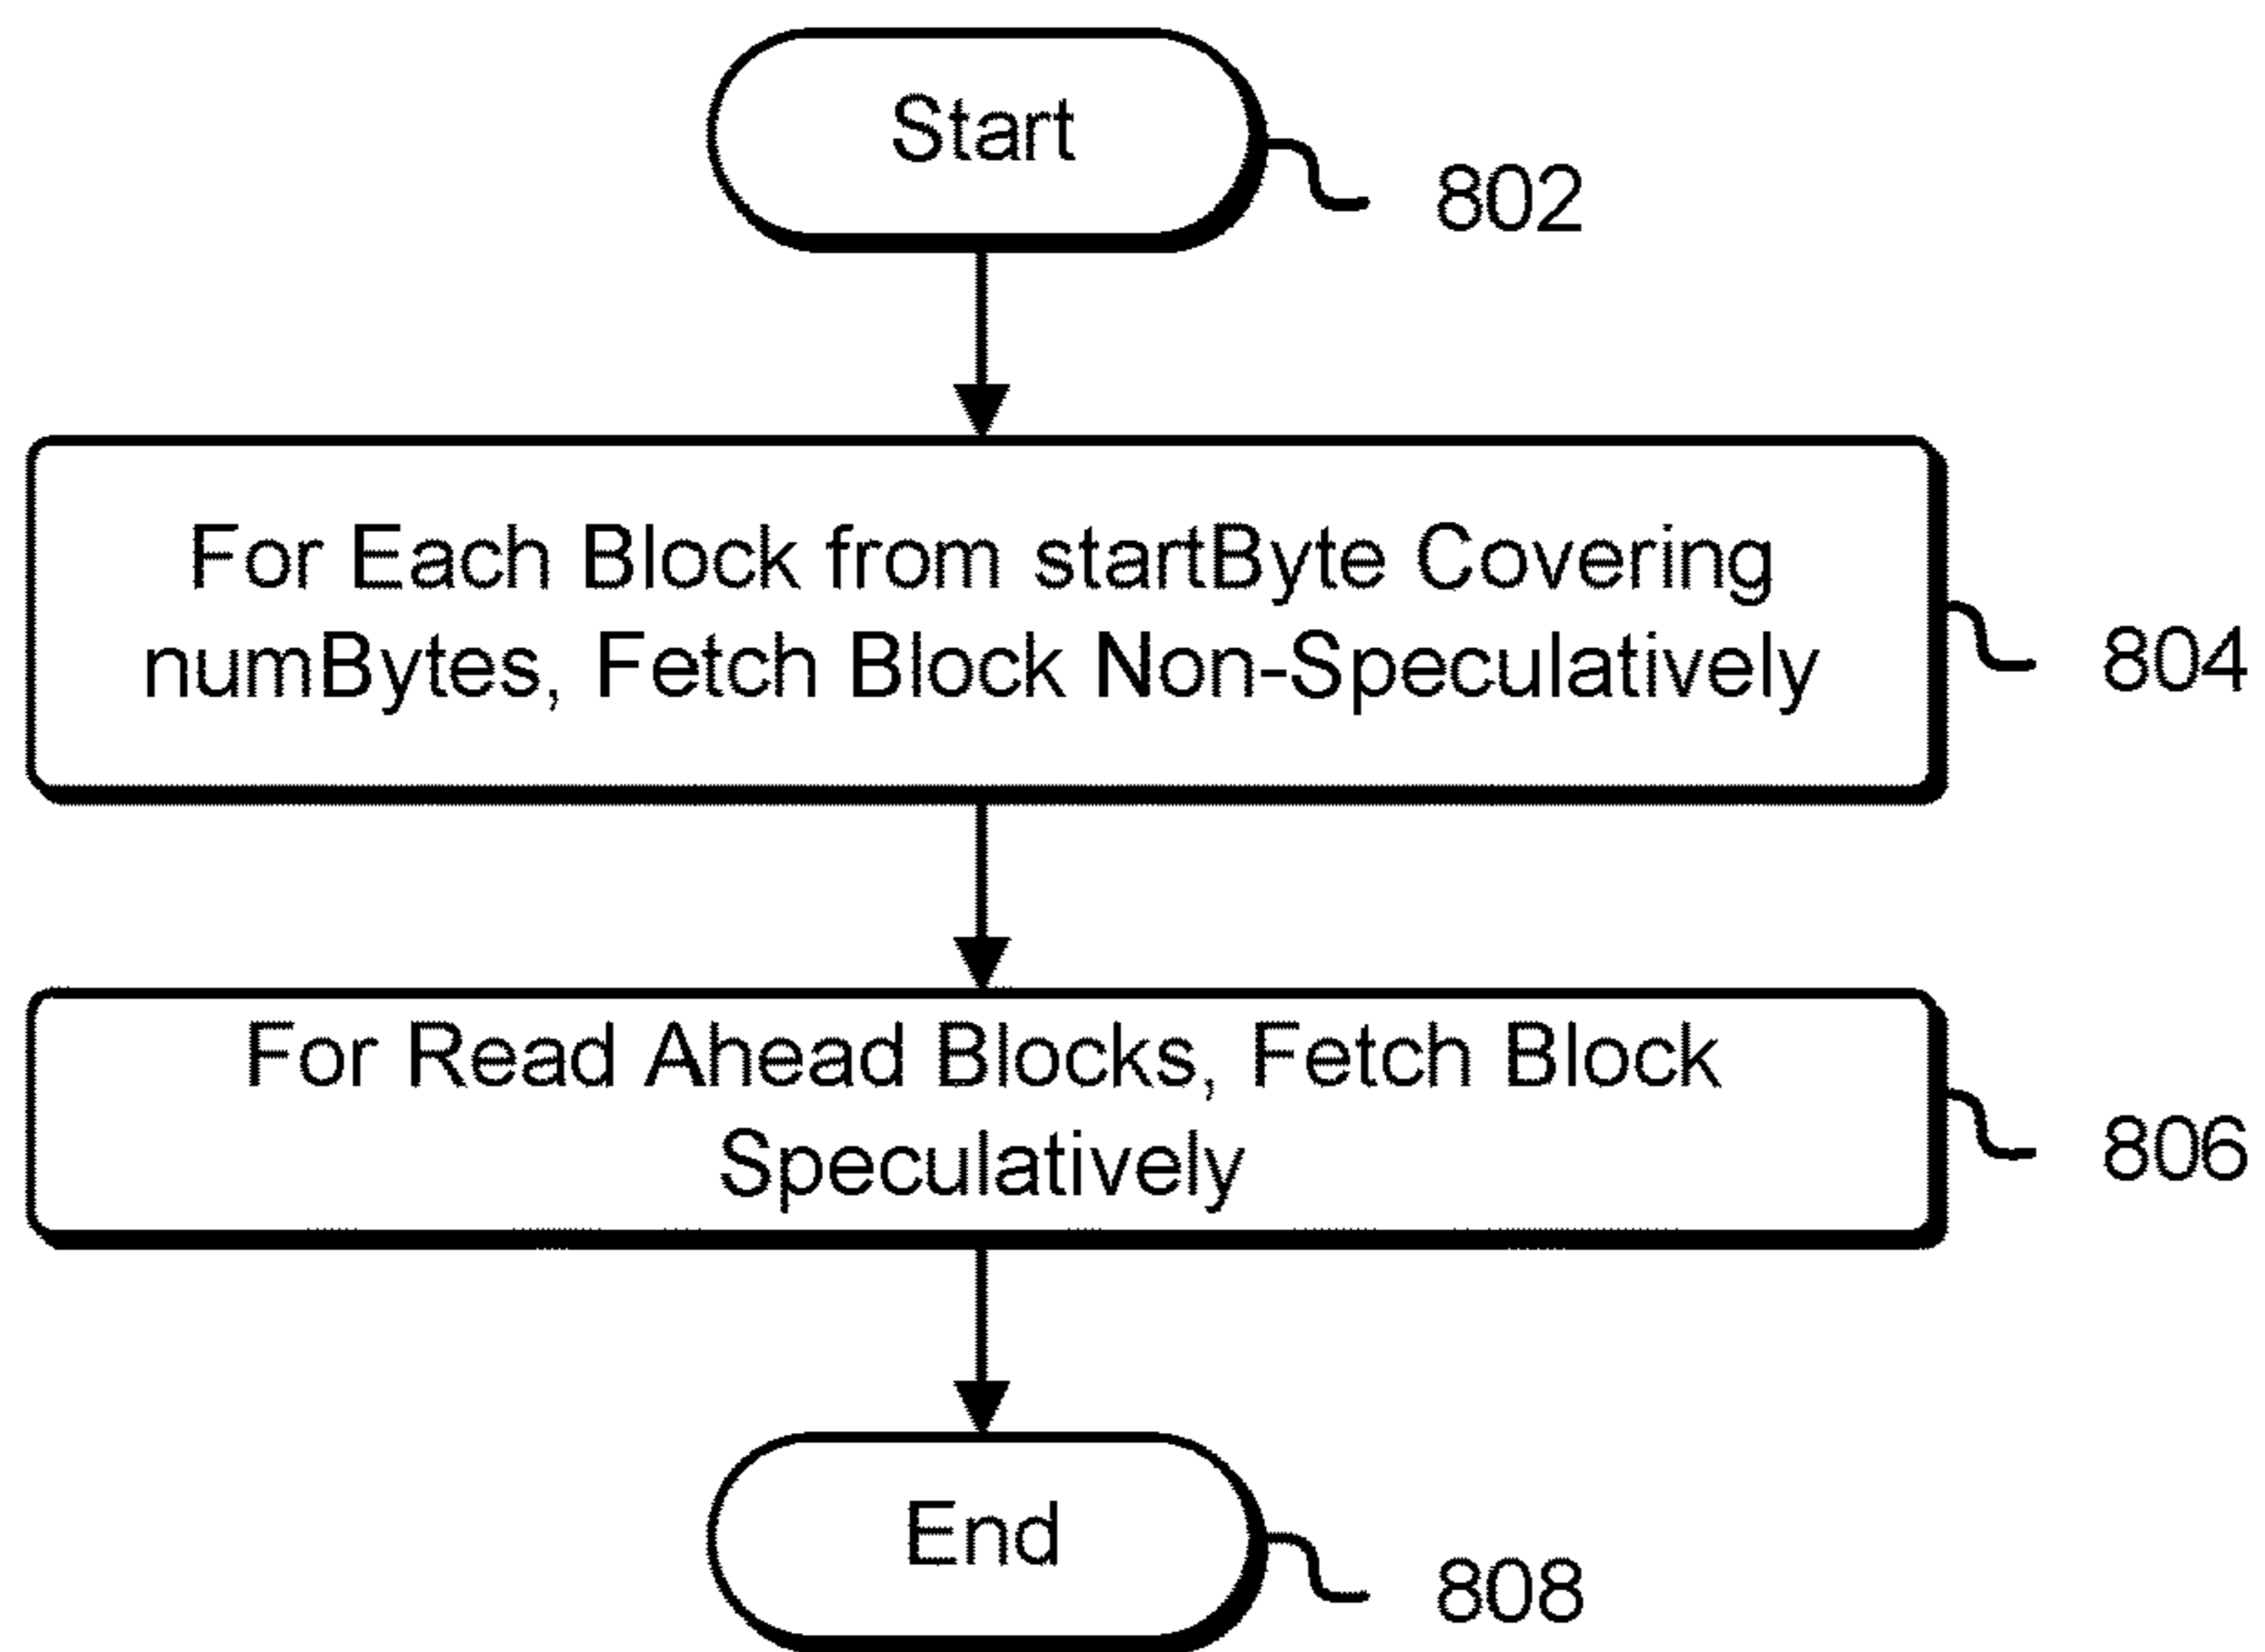 Start
802
For Each Block from startByte Covering
numBytes, Fetch Block Non-Speculatively
804
For Read Ahead Blocks, Fetch Block
Speculatively
806
End
808